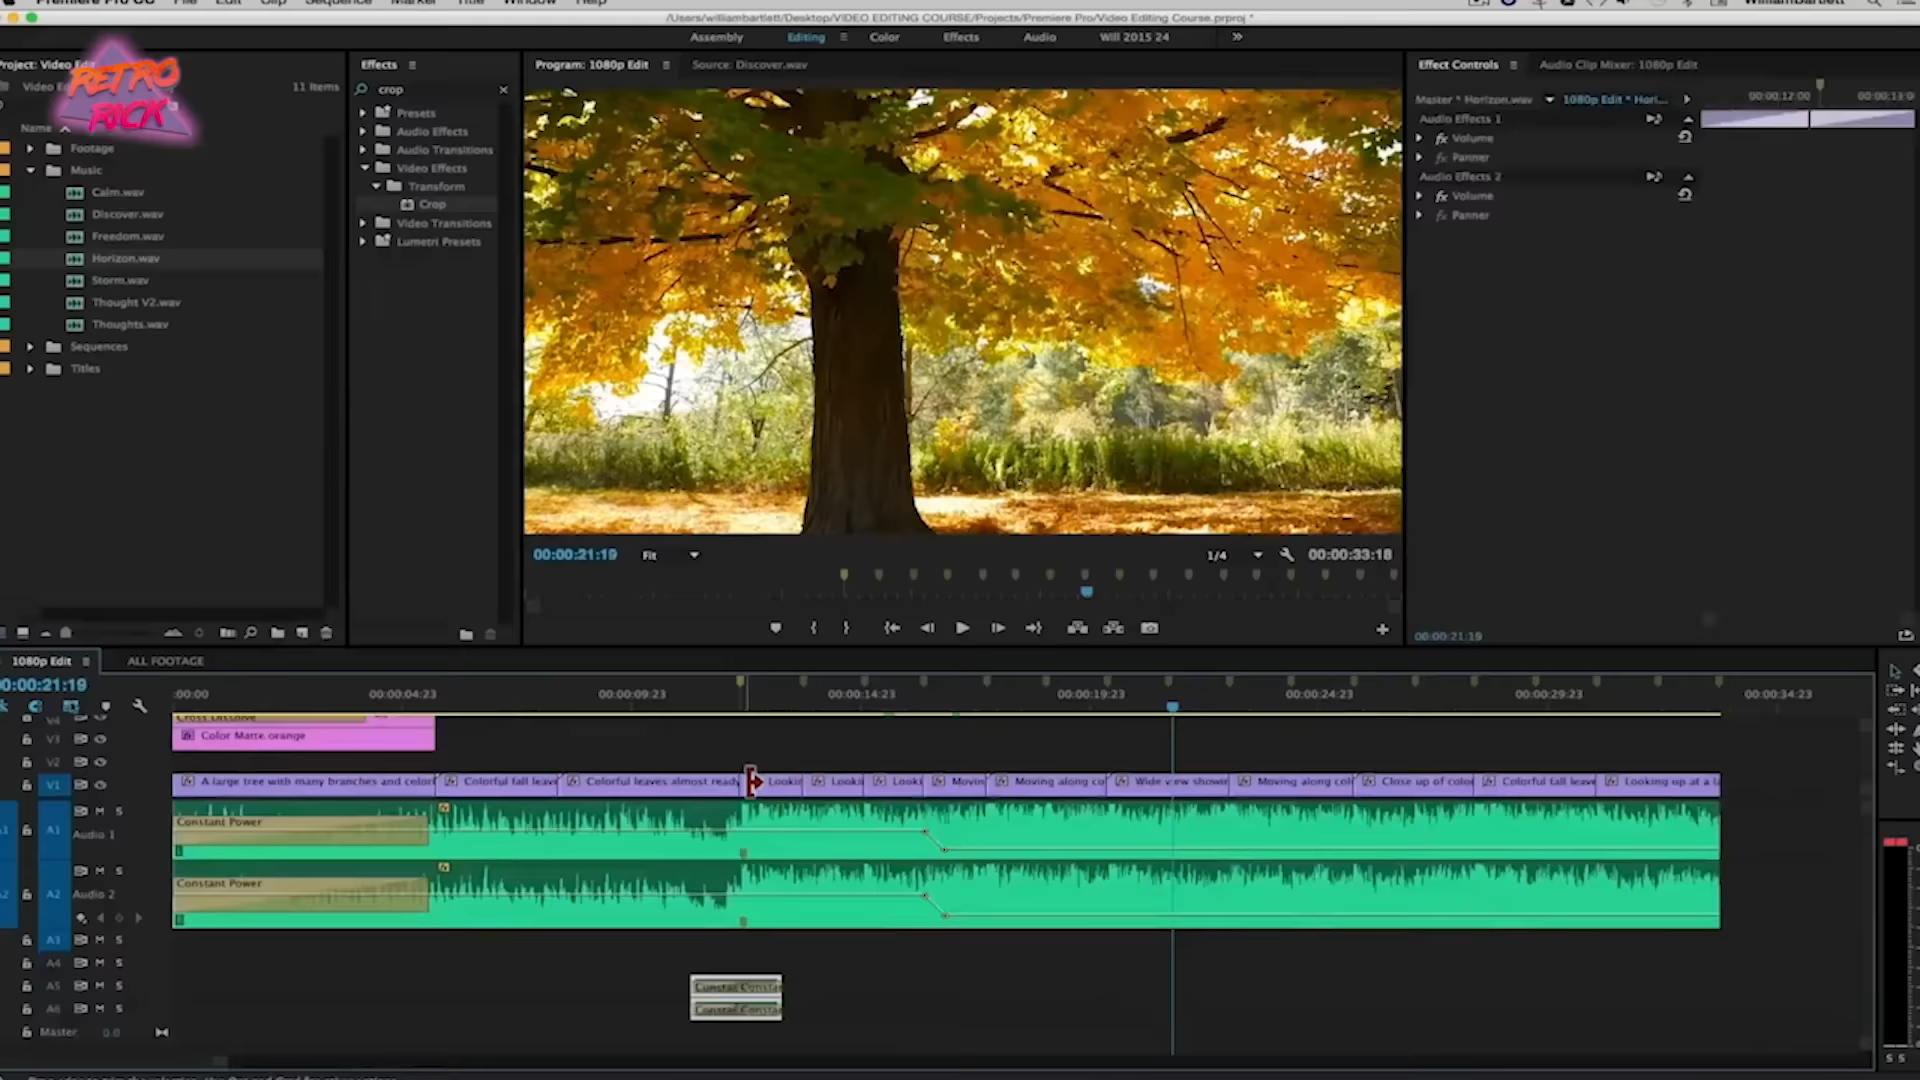 Premiere Pro CC File Edit Clip Sequence Marker Title Window Help
WilliamBartlett
/Users/williambartlett/Desktop/VIDEO EDITING COURSE/Projects/Premiere Pro/Video Editing Course.prproj *
Assembly Editing Color Effects Audio Will 2015 24
RETRO
PACK
Project: Video Edi
Video E
11 Items
Name
Footage
Music
Calm.wav
Discover.wav
Freedom.wav
Horizon.wav
Storm.wav
Thought V2.wav
Thoughts.wav
Sequences
Titles
Effects
crop
Presets
Audio Effects
Audio Transitions
Video Effects
Transform
Crop
Video Transitions
Lumetri Presets
Program: 1080p Edit Source: Discover.wav
00:00:21:19 Fit 1/4 00:00:33:18
Effect Controls Audio Clip Mixer: 1080p Edit
Master * Horizon.wav 1080p Edit * Hori... 00:00:12:00 00:00:13:0
Audio Effects 1
fx Volume
fx Panner
Audio Effects 2
fx Volume
fx Panner
00:00:21:19
1080p Edit ALL FOOTAGE
0:00:21:19
:00:00 00:00:04:23 00:00:09:23 00:00:14:23 00:00:19:23 00:00:24:23 00:00:29:23 00:00:34:23
V4 Cross Dissolve
V3 Color Matte.orange
V2
V1 A large tree with many branches and colorf Colorful fall leave Colorful leaves almost ready Lookin Looki Looki Movin Moving along co Wide view showin Moving along coli Close up of color Colorful fall leave Looking up at a l
A1 A1 M S Constant Power
Audio 1
M S
A2 A2 Audio 2 Constant Power
A3 M S
A4 M S
A5 M S Constan Constan
A6 M S Constan Constan
Master 0.0
S S